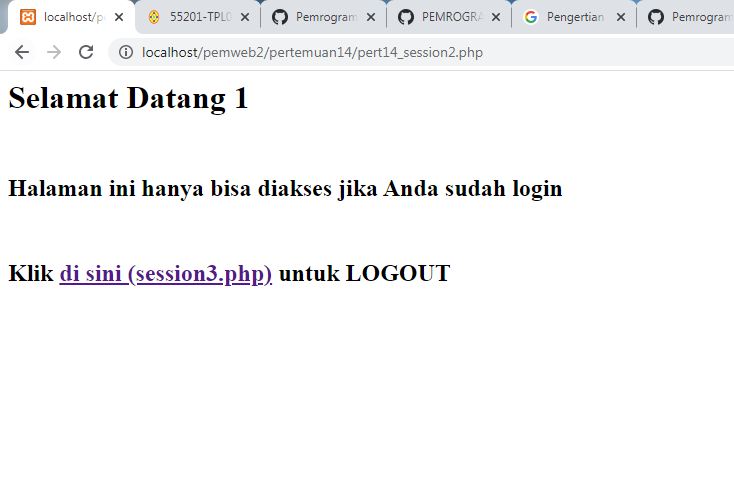 localhost/p
55201-TPL0
Pemrogram
PEMROGRA
Pengertian
Pemrogram
localhost/pemweb2/pertemuan14/pert14_session2.php
Selamat Datang 1
Halaman ini hanya bisa diakses jika Anda sudah login
Klik di sini (session3.php) untuk LOGOUT